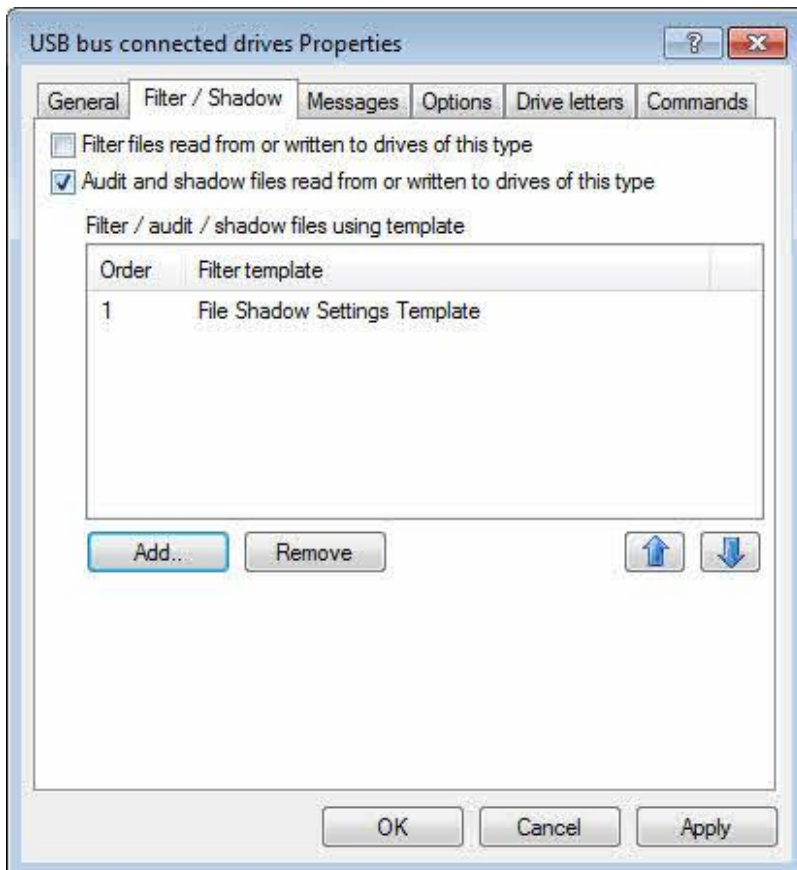 USB bus connected drives Properties
?
General Filter / Shadow Messages Options Drive letters Commands
Filter files read from or written to drives of this type
Audit and shadow files read from or written to drives of this type
Filter / audit / shadow files using template
Order Filter template
1 File Shadow Settings Template
Add... Remove
OK Cancel Apply